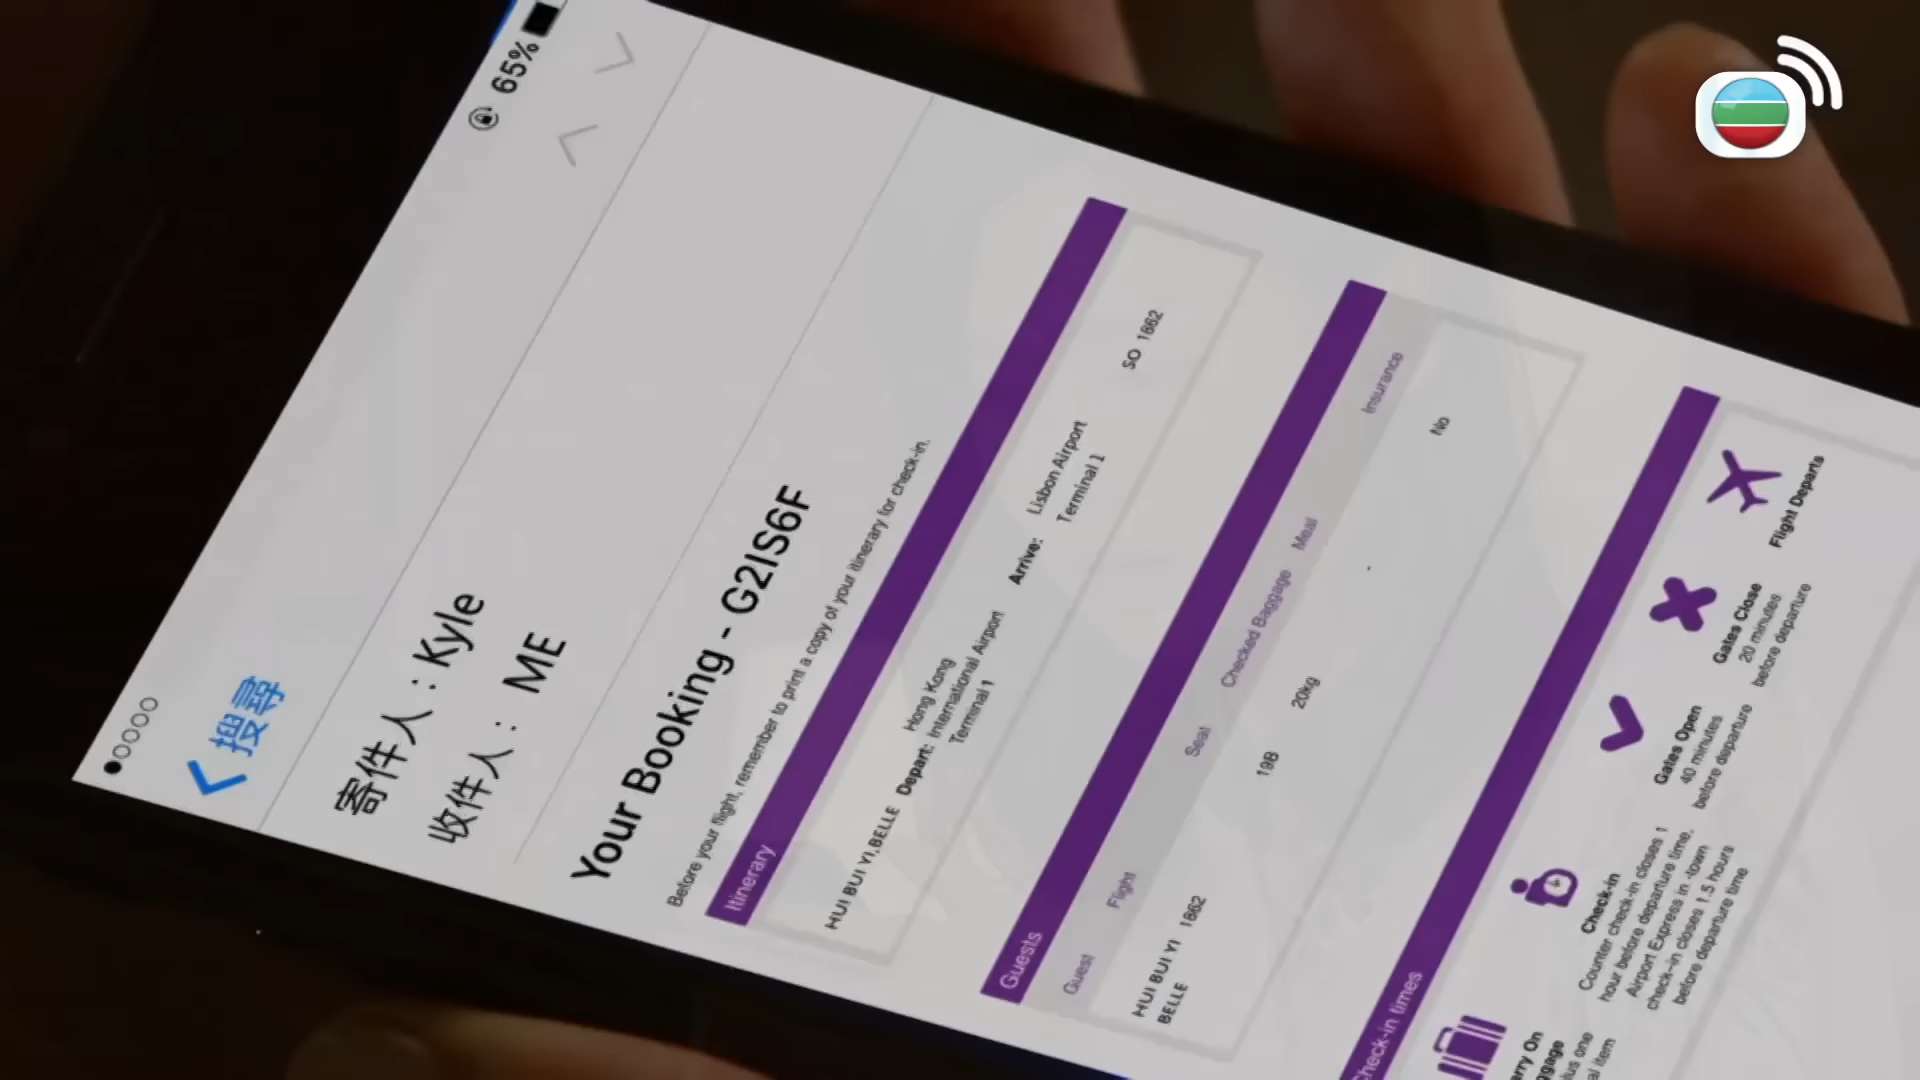 65%
搜尋
寄件人：Kyle
收件人：ME
Your Booking - G2IS6F
Before your flight, remember to print a copy of your itinerary for check-in.
Itinerary
HUI BUI YI,BELLE Depart: Hong Kong International Airport Terminal 1 Arrive: Lisbon Airport Terminal 1 SO 1862
Guests
Guest Flight Seat Checked Baggage Meal Insurance
HUI BUI YI BELLE 1862 19B 20kg - No
Check-in times
Check-in
Counter check-in closes 1
hour before departure time.
Airport Express in-town
check-in closes 1.5 hours
before departure time
Gates Open
40 minutes
before departure
Gates Close
20 minutes
before departure
Flight Departs